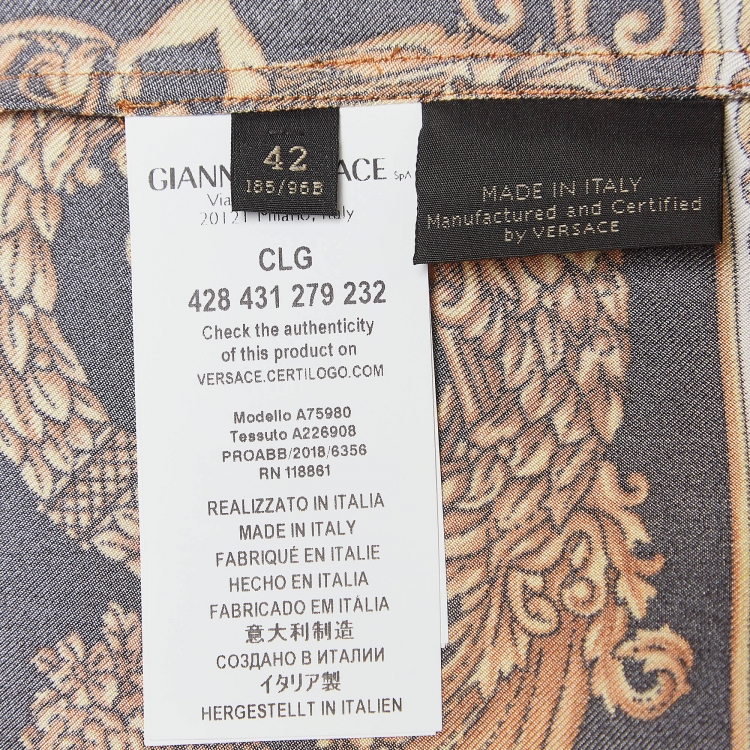 42
185/96B
MADE IN ITALY
Manufactured and Certified
by VERSACE
SpA
Via
20121 Milano, Italy
CLG
428 431 279 232
Check the authenticity
of this product on
VERSACE.CERTILOGO.COM
Modello A75980
Tessuto A226908
PROABB/2018/6356
RN 118861
REALIZZATO IN ITALIA
MADE IN ITALY
FABRIQUÉ EN ITALIE
HECHO EN ITALIA
FABRICADO EM ITÁLIA
意大利制造
СОЗДАНО В ИТАЛИИ
イタリア製
HERGESTELLT IN ITALIEN